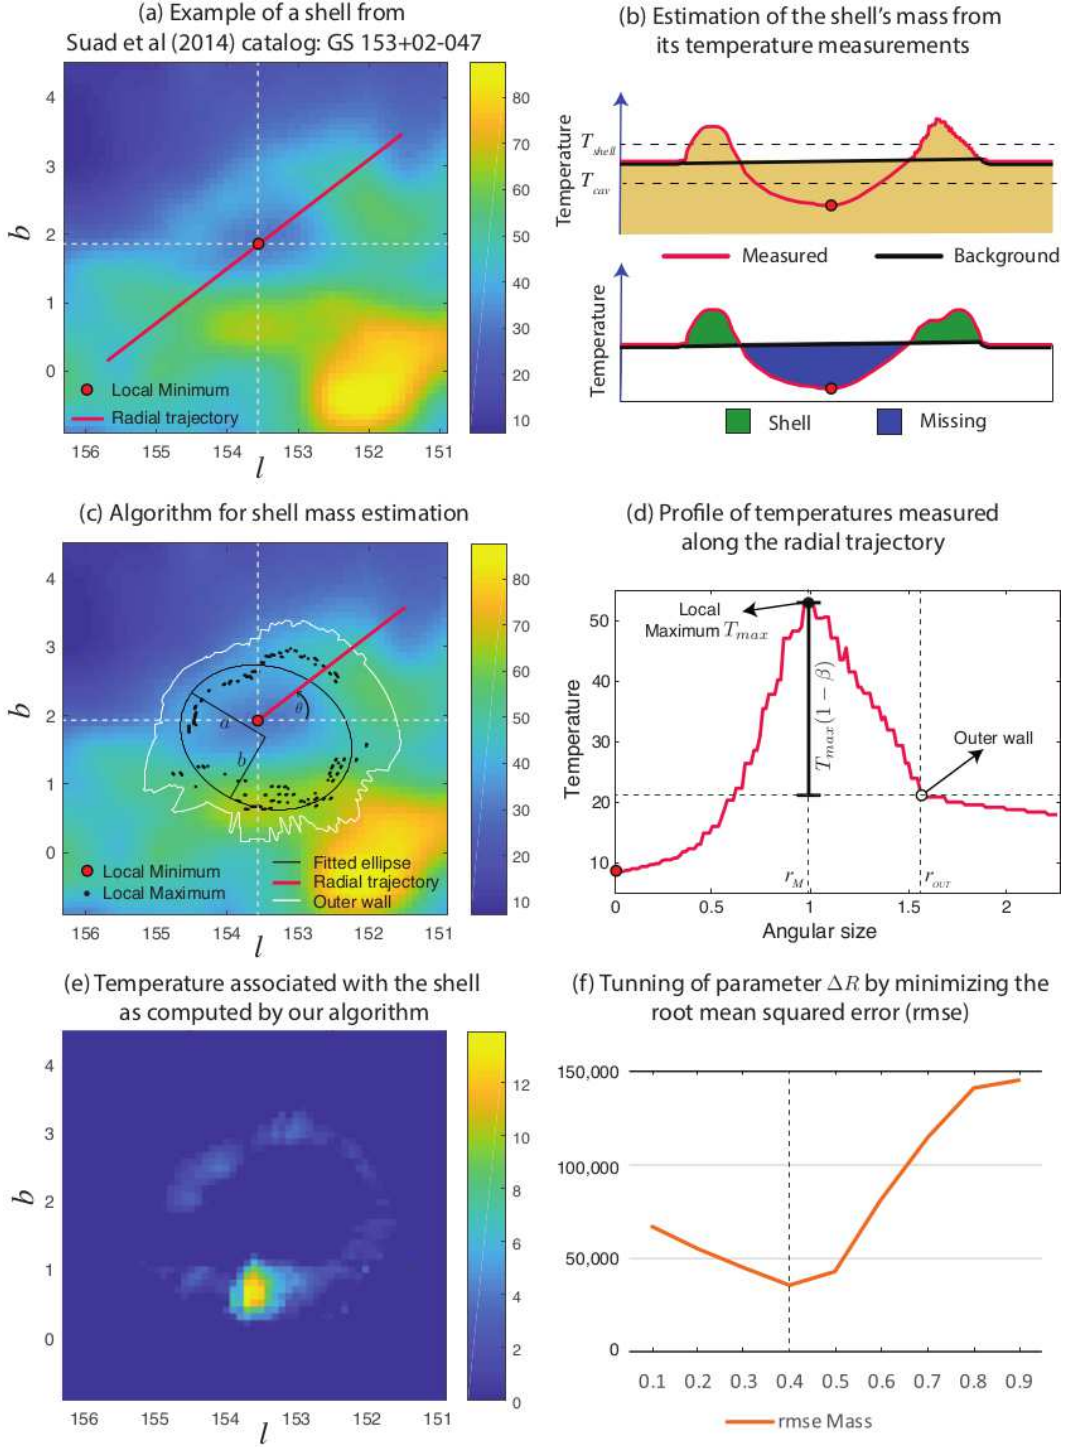 (a) Example of a shell from
Suad et al (2014) catalog: GS 153+02-047
4
3
2
1
0
b
156
155
154
153
152
151
l
80
70
60
50
40
30
20
10
Local Minimum
Radial trajectory
(b) Estimation of the shell's mass from
its temperature measurements
Temperature
T shell
T cav
Measured
Background
Temperature
Shell
Missing
(c) Algorithm for shell mass estimation
4
3
2
1
0
b
156
155
154
153
152
151
l
80
70
60
50
40
30
20
10
a
b
θ
Local Minimum
Local Maximum
Fitted ellipse
Radial trajectory
Outer wall
(d) Profile of temperatures measured
along the radial trajectory
50
40
30
20
10
Temperature
Local
Maximum T max
T max (1 − β)
Outer wall
r M
r OUT
0
0.5
1
1.5
2
Angular size
(e) Temperature associated with the shell
as computed by our algorithm
4
3
2
1
0
b
156
155
154
153
152
151
l
12
10
8
6
4
2
0
(f) Tunning of parameter ΔR by minimizing the
root mean squared error (rmse)
150,000
100,000
50,000
0
0.1
0.2
0.3
0.4
0.5
0.6
0.7
0.8
0.9
rmse Mass